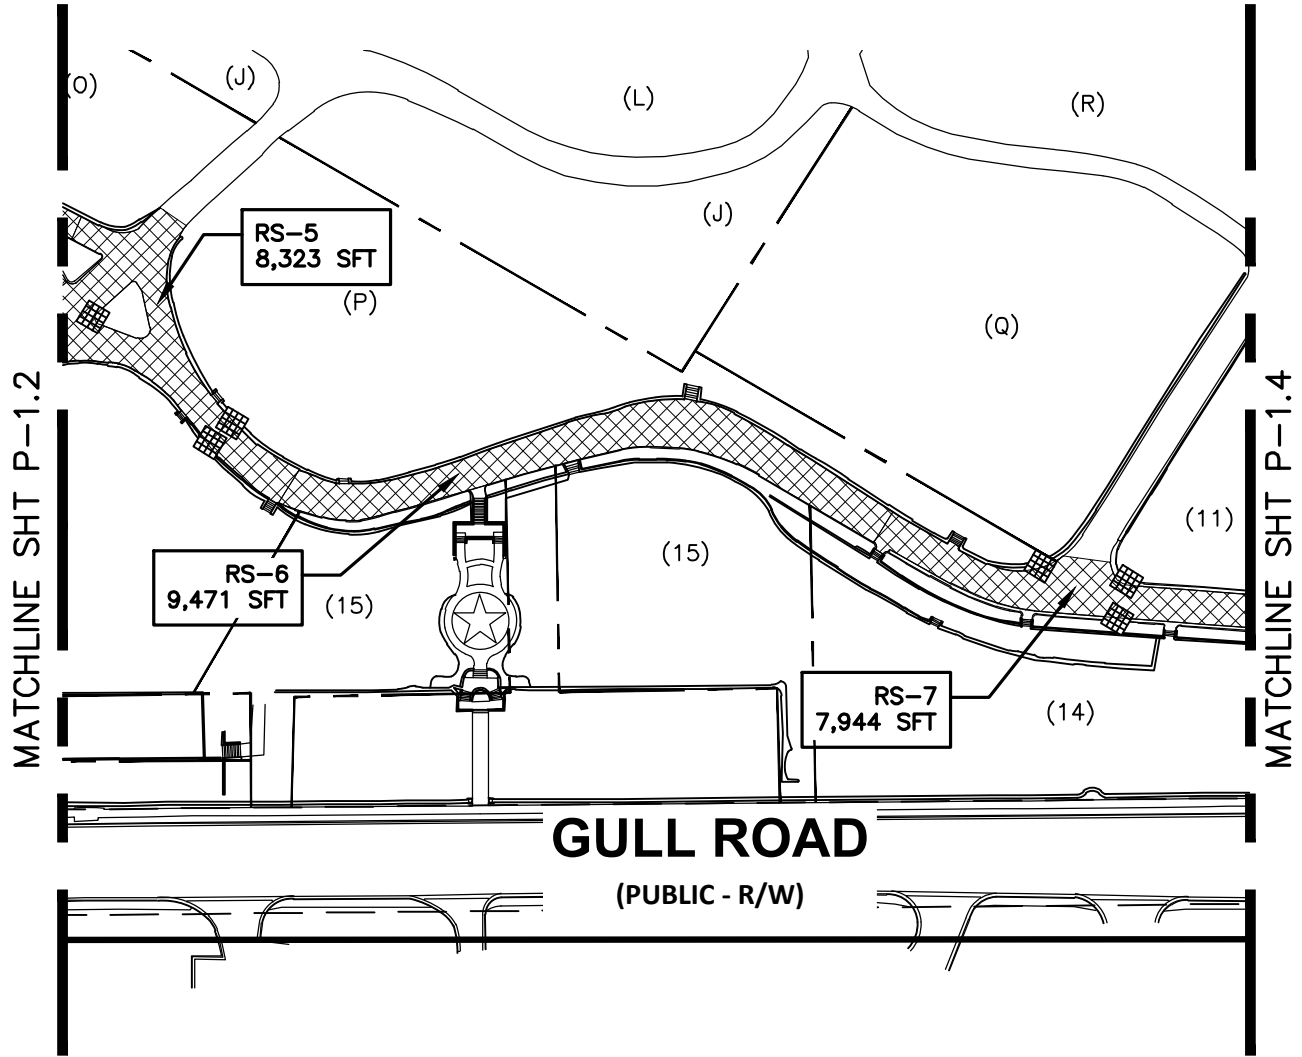 (O)
(J)
(L)
(R)
RS-5
8,323 SFT
(J)
(P)
(Q)
MATCHLINE SHT P-1.2
MATCHLINE SHT P-1.4
(11)
(15)
RS-6
9,471 SFT
(15)
RS-7
7,944 SFT
(14)
GULL ROAD
(PUBLIC - R/W)